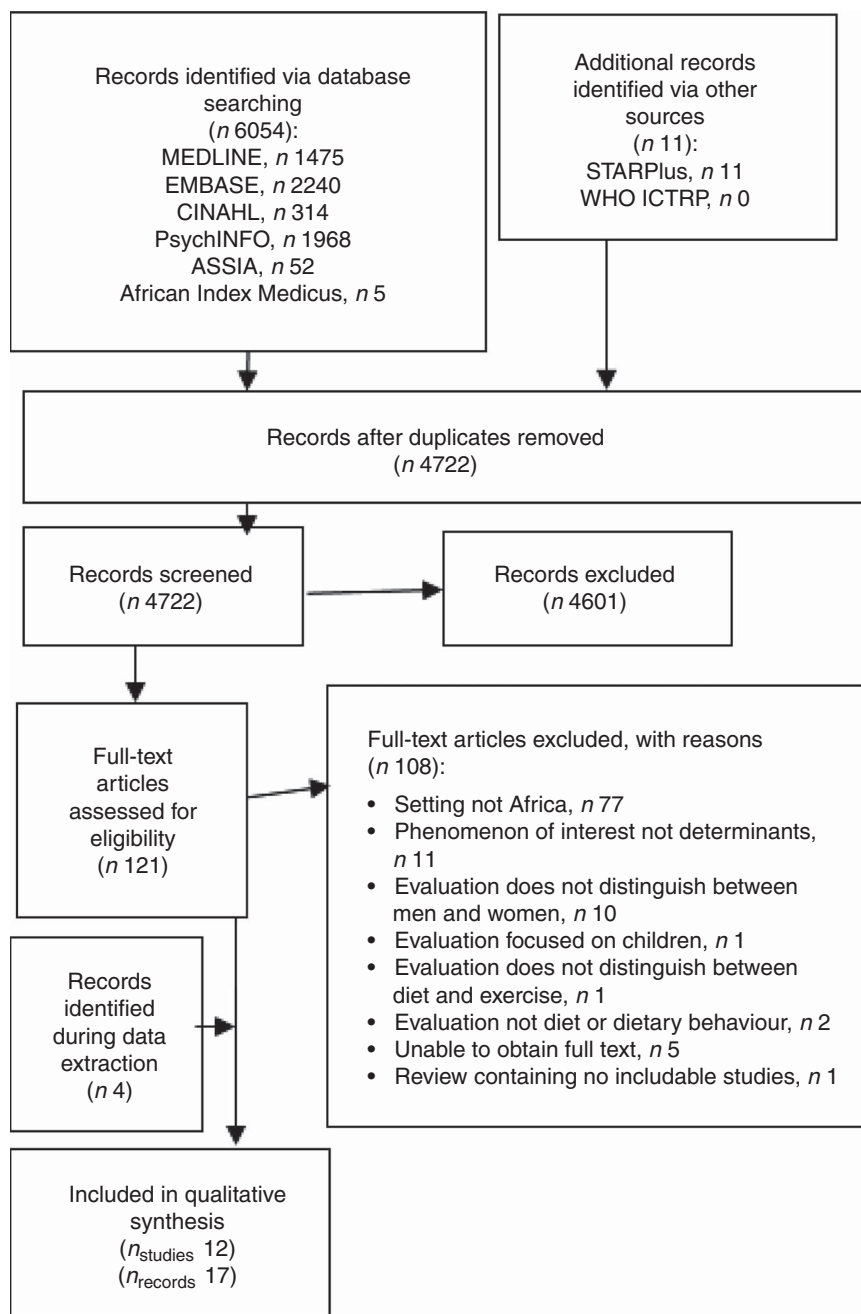 Records identified via database
searching
(n 6054):
MEDLINE, n 1475
EMBASE, n 2240
CINAHL, n 314
PsychINFO, n 1968
ASSIA, n 52
African Index Medicus, n 5
Additional records
identified via other
sources
(n 11):
STARPlus, n 11
WHO ICTRP, n 0
Records after duplicates removed
(n 4722)
Records screened
(n 4722)
Records excluded
(n 4601)
Full-text
articles
assessed for
eligibility
(n 121)
Full-text articles excluded, with reasons
(n 108):
• Setting not Africa, n 77
• Phenomenon of interest not determinants,
n 11
• Evaluation does not distinguish between
men and women, n 10
• Evaluation focused on children, n 1
• Evaluation does not distinguish between
diet and exercise, n 1
• Evaluation not diet or dietary behaviour, n 2
• Unable to obtain full text, n 5
• Review containing no includable studies, n 1
Records
identified
during data
extraction
(n 4)
Included in qualitative
synthesis
(nstudies 12)
(nrecords 17)